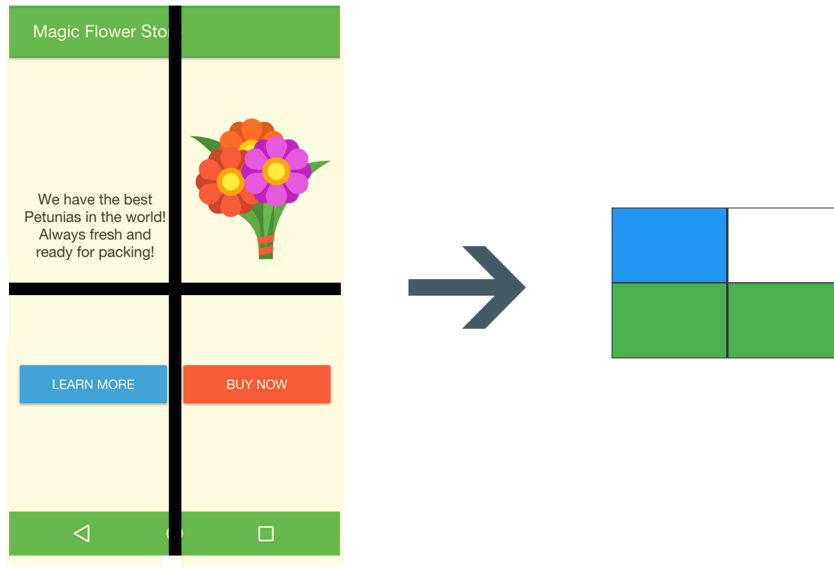 Magic Flower Sto
We have the best
Petunias in the world!
Always fresh and
ready for packing!
LEARN MORE
BUY NOW